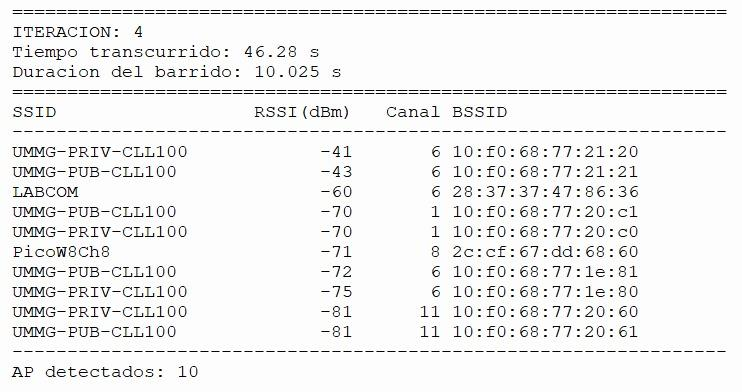 =================================================================
ITERACION: 4
Tiempo transcurrido: 46.28 s
Duracion del barrido: 10.025 s
=================================================================
SSID                  RSSI(dBm)   Canal BSSID
-----------------------------------------------------------------
UMMG-PRIV-CLL100            -41       6 10:f0:68:77:21:20
UMMG-PUB-CLL100             -43       6 10:f0:68:77:21:21
LABCOM                      -60       6 28:37:37:47:86:36
UMMG-PUB-CLL100             -70       1 10:f0:68:77:20:c1
UMMG-PRIV-CLL100            -70       1 10:f0:68:77:20:c0
PicoW8Ch8                   -71       8 2c:cf:67:dd:68:60
UMMG-PUB-CLL100             -72       6 10:f0:68:77:1e:81
UMMG-PRIV-CLL100            -75       6 10:f0:68:77:1e:80
UMMG-PRIV-CLL100            -81      11 10:f0:68:77:20:60
UMMG-PUB-CLL100             -81      11 10:f0:68:77:20:61
-----------------------------------------------------------------
AP detectados: 10